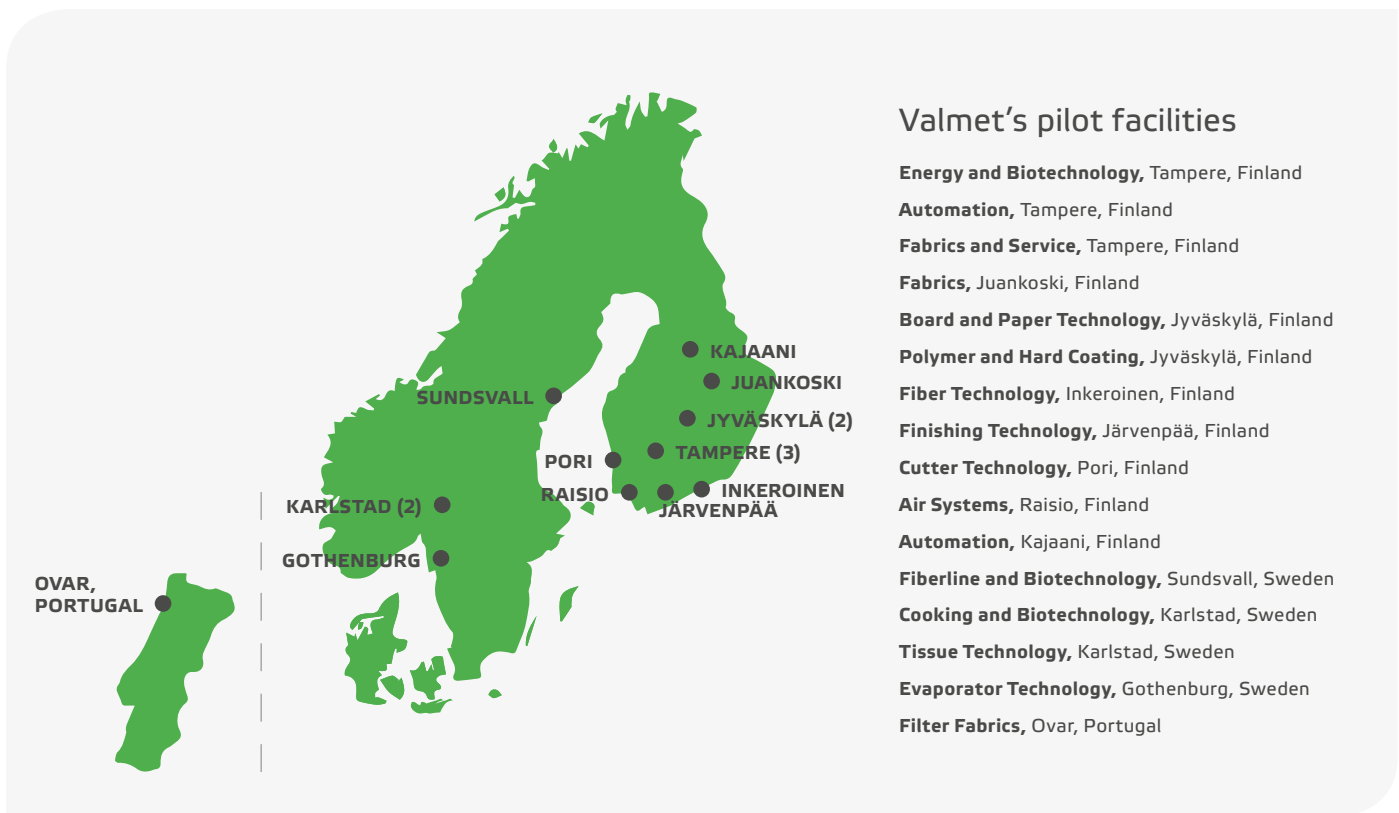 Valmet’s pilot facilities
Energy and Biotechnology, Tampere, Finland
Automation, Tampere, Finland
Fabrics and Service, Tampere, Finland
Fabrics, Juankoski, Finland
Board and Paper Technology, Jyväskylä, Finland
Polymer and Hard Coating, Jyväskylä, Finland
Fiber Technology, Inkeroinen, Finland
Finishing Technology, Järvenpää, Finland
Cutter Technology, Pori, Finland
Air Systems, Raisio, Finland
Automation, Kajaani, Finland
Fiberline and Biotechnology, Sundsvall, Sweden
Cooking and Biotechnology, Karlstad, Sweden
Tissue Technology, Karlstad, Sweden
Evaporator Technology, Gothenburg, Sweden
Filter Fabrics, Ovar, Portugal
KAJAANI
JUANKOSKI
SUNDSVALL
JYVÄSKYLÄ (2)
TAMPERE (3)
PORI
RAISIO
INKEROINEN
JÄRVENPÄÄ
KARLSTAD (2)
GOTHENBURG
OVAR,
PORTUGAL